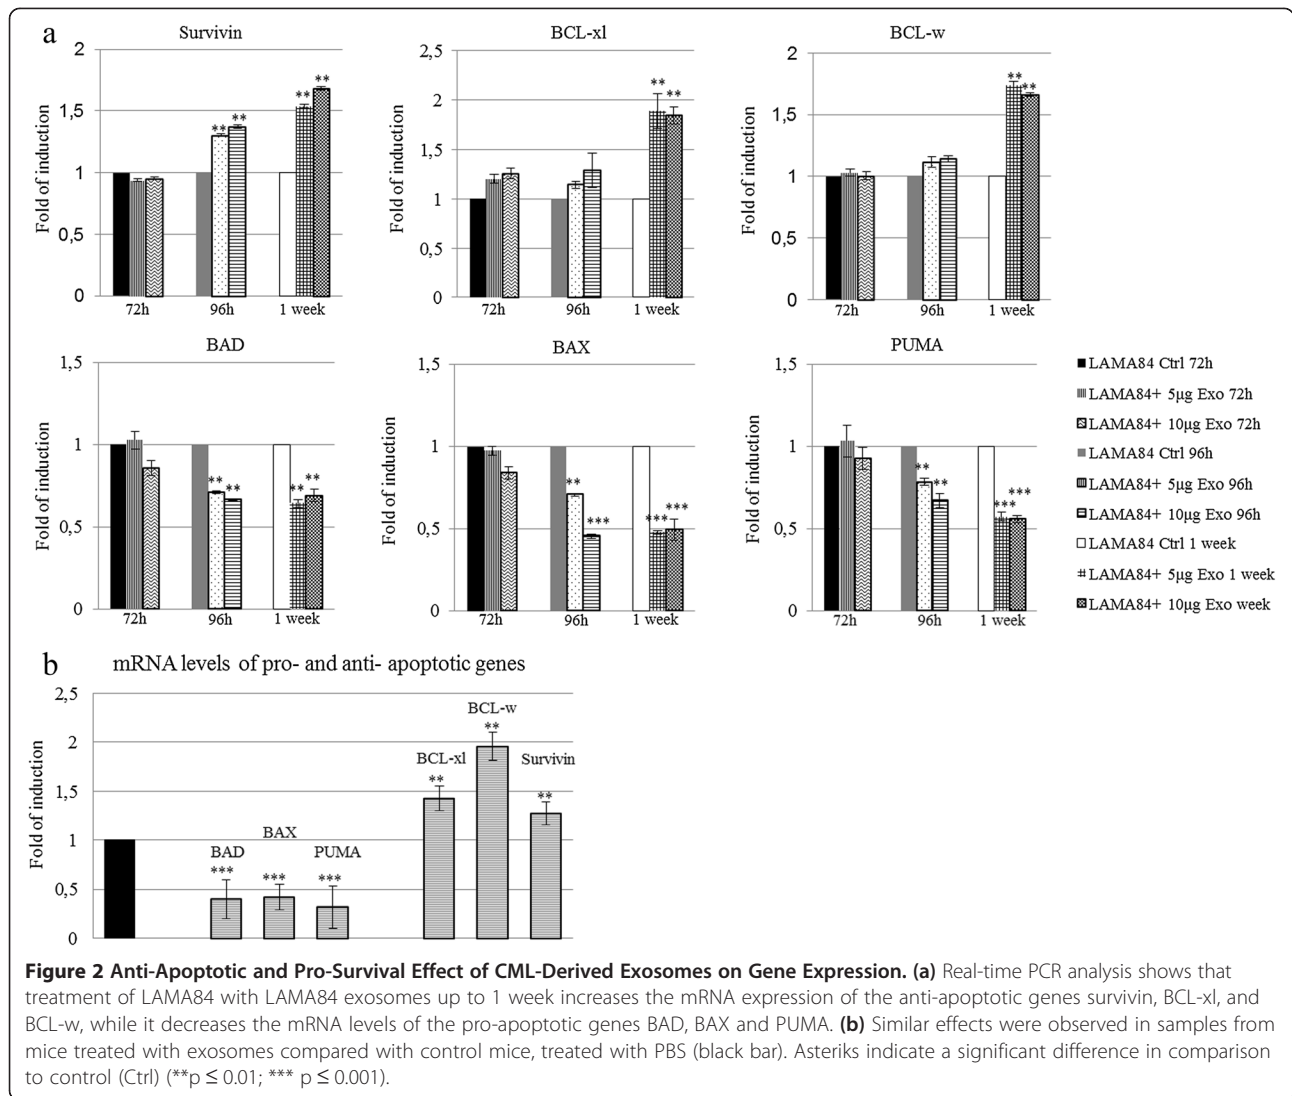 a
Survivin
2
1,5
1
0,5
0
Fold of induction
** ** ** **
72h 96h 1 week
BCL-xl
2,5
2
1,5
1
0,5
0
Fold of induction
** **
72h 96h 1 week
BCL-w
2
1,5
1
0,5
0
Fold of induction
** **
72h 96h 1 week
BAD
1,5
1
0,5
0
Fold of induction
** ** ** **
72h 96h 1 week
BAX
1,5
1
0,5
0
Fold of induction
** *** *** ***
72h 96h 1 week
PUMA
1,5
1
0,5
0
Fold of induction
** ** *** ***
72h 96h 1 week
LAMA84 Ctrl 72h
LAMA84+ 5µg Exo 72h
LAMA84+ 10µg Exo 72h
LAMA84 Ctrl 96h
LAMA84+ 5µg Exo 96h
LAMA84+ 10µg Exo 96h
LAMA84 Ctrl 1 week
LAMA84+ 5µg Exo 1 week
LAMA84+ 10µg Exo week
b
mRNA levels of pro- and anti- apoptotic genes
2,5
2
1,5
1
0,5
0
Fold of induction
BAD
***
BAX
***
PUMA
***
BCL-xl
**
BCL-w
**
Survivin
**
Figure 2 Anti-Apoptotic and Pro-Survival Effect of CML-Derived Exosomes on Gene Expression. (a) Real-time PCR analysis shows that
treatment of LAMA84 with LAMA84 exosomes up to 1 week increases the mRNA expression of the anti-apoptotic genes survivin, BCL-xl, and
BCL-w, while it decreases the mRNA levels of the pro-apoptotic genes BAD, BAX and PUMA. (b) Similar effects were observed in samples from
mice treated with exosomes compared with control mice, treated with PBS (black bar). Asteriks indicate a significant difference in comparison
to control (Ctrl) (**p ≤ 0.01; *** p ≤ 0.001).